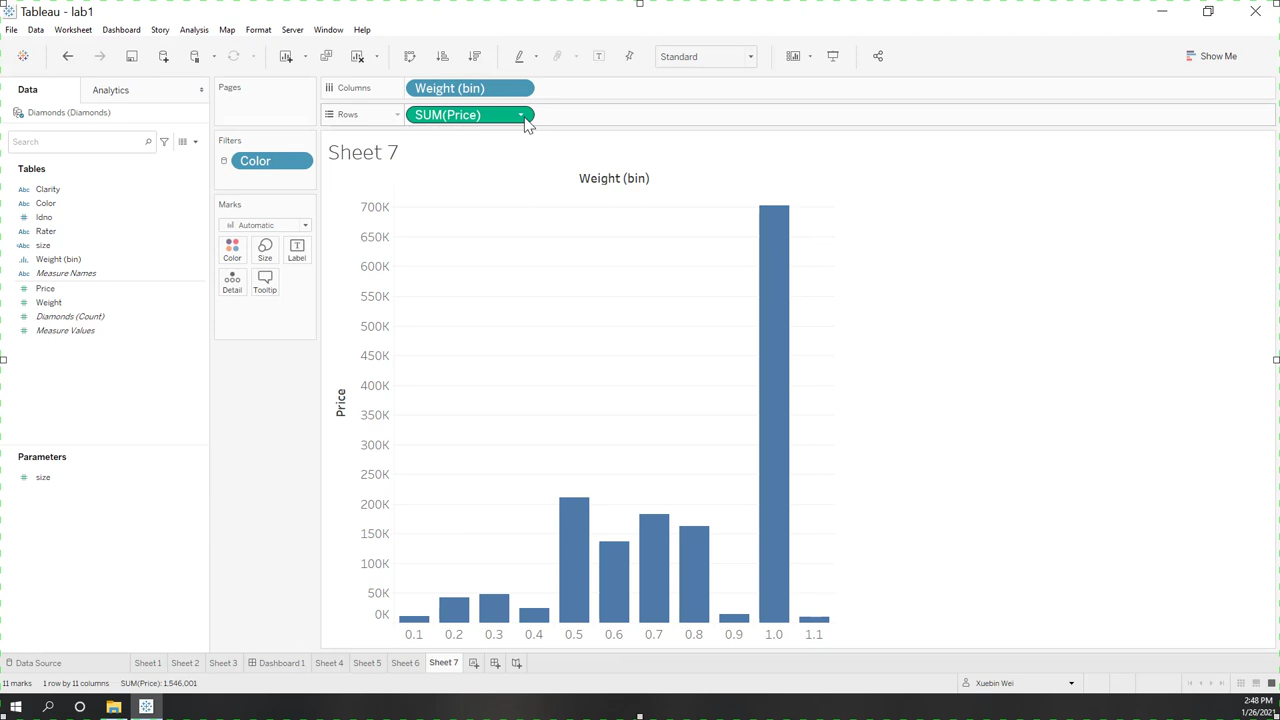 Tableau - lab1
File Data Worksheet Dashboard Story Analysis Map Format Server Window Help
Standard
Show Me
Data Analytics
Diamonds (Diamonds)
Search
Tables
Abc Clarity
Abc Color
# Idno
Abc Rater
Abc size
Weight (bin)
Abc Measure Names
# Price
# Weight
# Diamonds (Count)
# Measure Values
Parameters
# size
Pages
Filters
Color
Marks
Automatic
Color Size Label
Detail Tooltip
Columns Weight (bin)
Rows SUM(Price)
Sheet 7
Weight (bin)
Price
700K
650K
600K
550K
500K
450K
400K
350K
300K
250K
200K
150K
100K
50K
0K
0.1 0.2 0.3 0.4 0.5 0.6 0.7 0.8 0.9 1.0 1.1
Data Source Sheet 1 Sheet 2 Sheet 3 Dashboard 1 Sheet 4 Sheet 5 Sheet 6 Sheet 7
11 marks 1 row by 11 columns SUM(Price): 1,546,001
Xuebin Wei
2:48 PM
1/26/2021